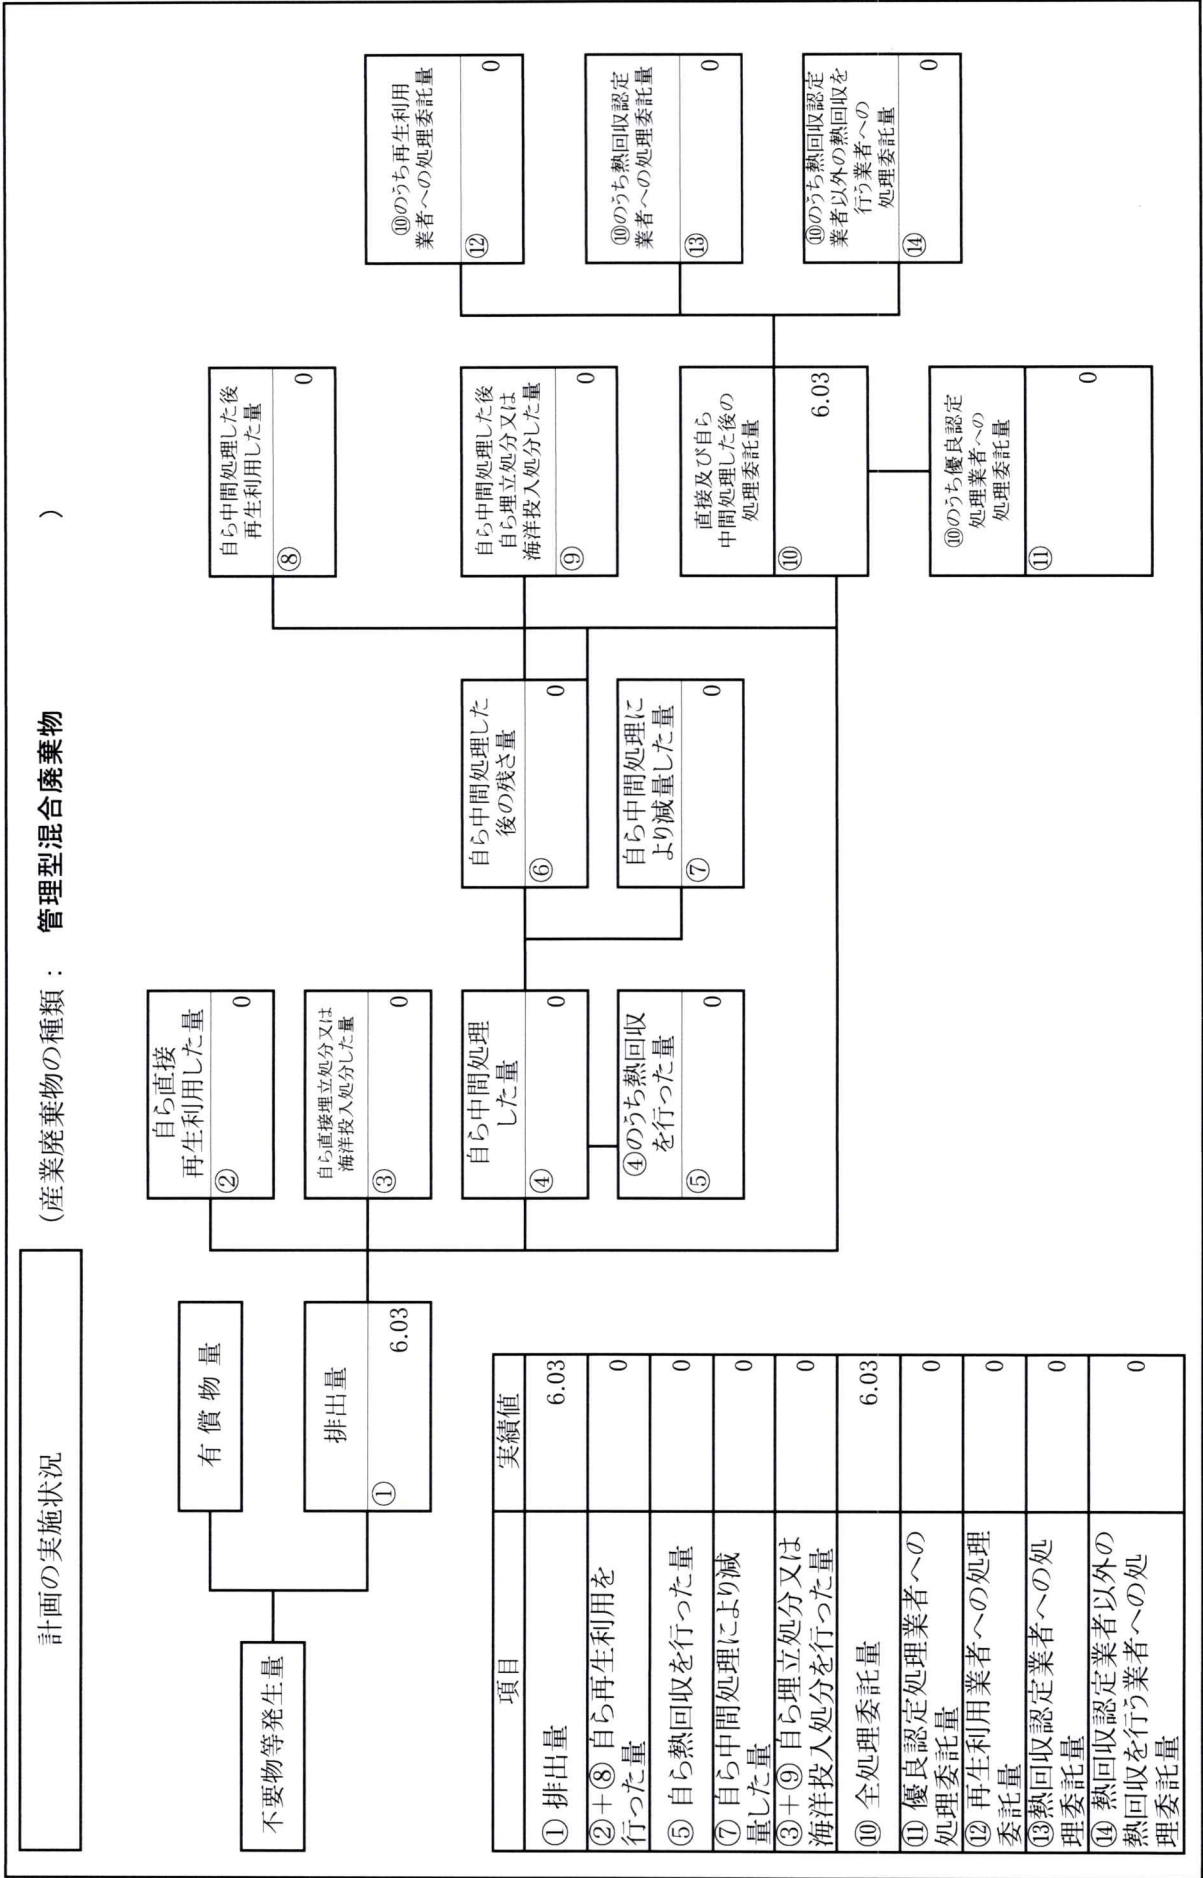 計画の実施状況
(産業廃棄物の種類： 管理型混合廃棄物 )
不要物等発生量
有 償 物 量
排出量
①
6.03
自ら直接
再生利用した量
②
0
自ら直接埋立処分又は
海洋投入処分した量
③
0
自ら中間処理
した量
④
0
④のうち熱回収
を行った量
⑤
0
自ら中間処理した
後の残さ量
⑥
0
自ら中間処理に
より減量した量
⑦
0
自ら中間処理した後
再生利用した量
⑧
0
自ら中間処理した後
自ら埋立処分又は
海洋投入処分した量
⑨
0
直接及び自ら
中間処理した後の
処理委託量
⑩
6.03
⑩のうち優良認定
処理業者への
処理委託量
⑪
0
⑩のうち再生利用
業者への処理委託量
⑫
0
⑩のうち熱回収認定
業者への処理委託量
⑬
0
⑩のうち熱回収認定
業者以外の熱回収を
行う業者への
処理委託量
⑭
0
項目 実績値
① 排出量 6.03
②＋⑧ 自ら再生利用を
行った量 0
⑤ 自ら熱回収を行った量 0
⑦ 自ら中間処理により減
量した量 0
③＋⑨ 自ら埋立処分又は
海洋投入処分を行った量 0
⑩ 全処理委託量 6.03
⑪ 優良認定処理業者への
処理委託量 0
⑫ 再生利用業者への処理
委託量 0
⑬熱回収認定業者への処
理委託量 0
⑭ 熱回収認定業者以外の
熱回収を行う業者への処
理委託量 0